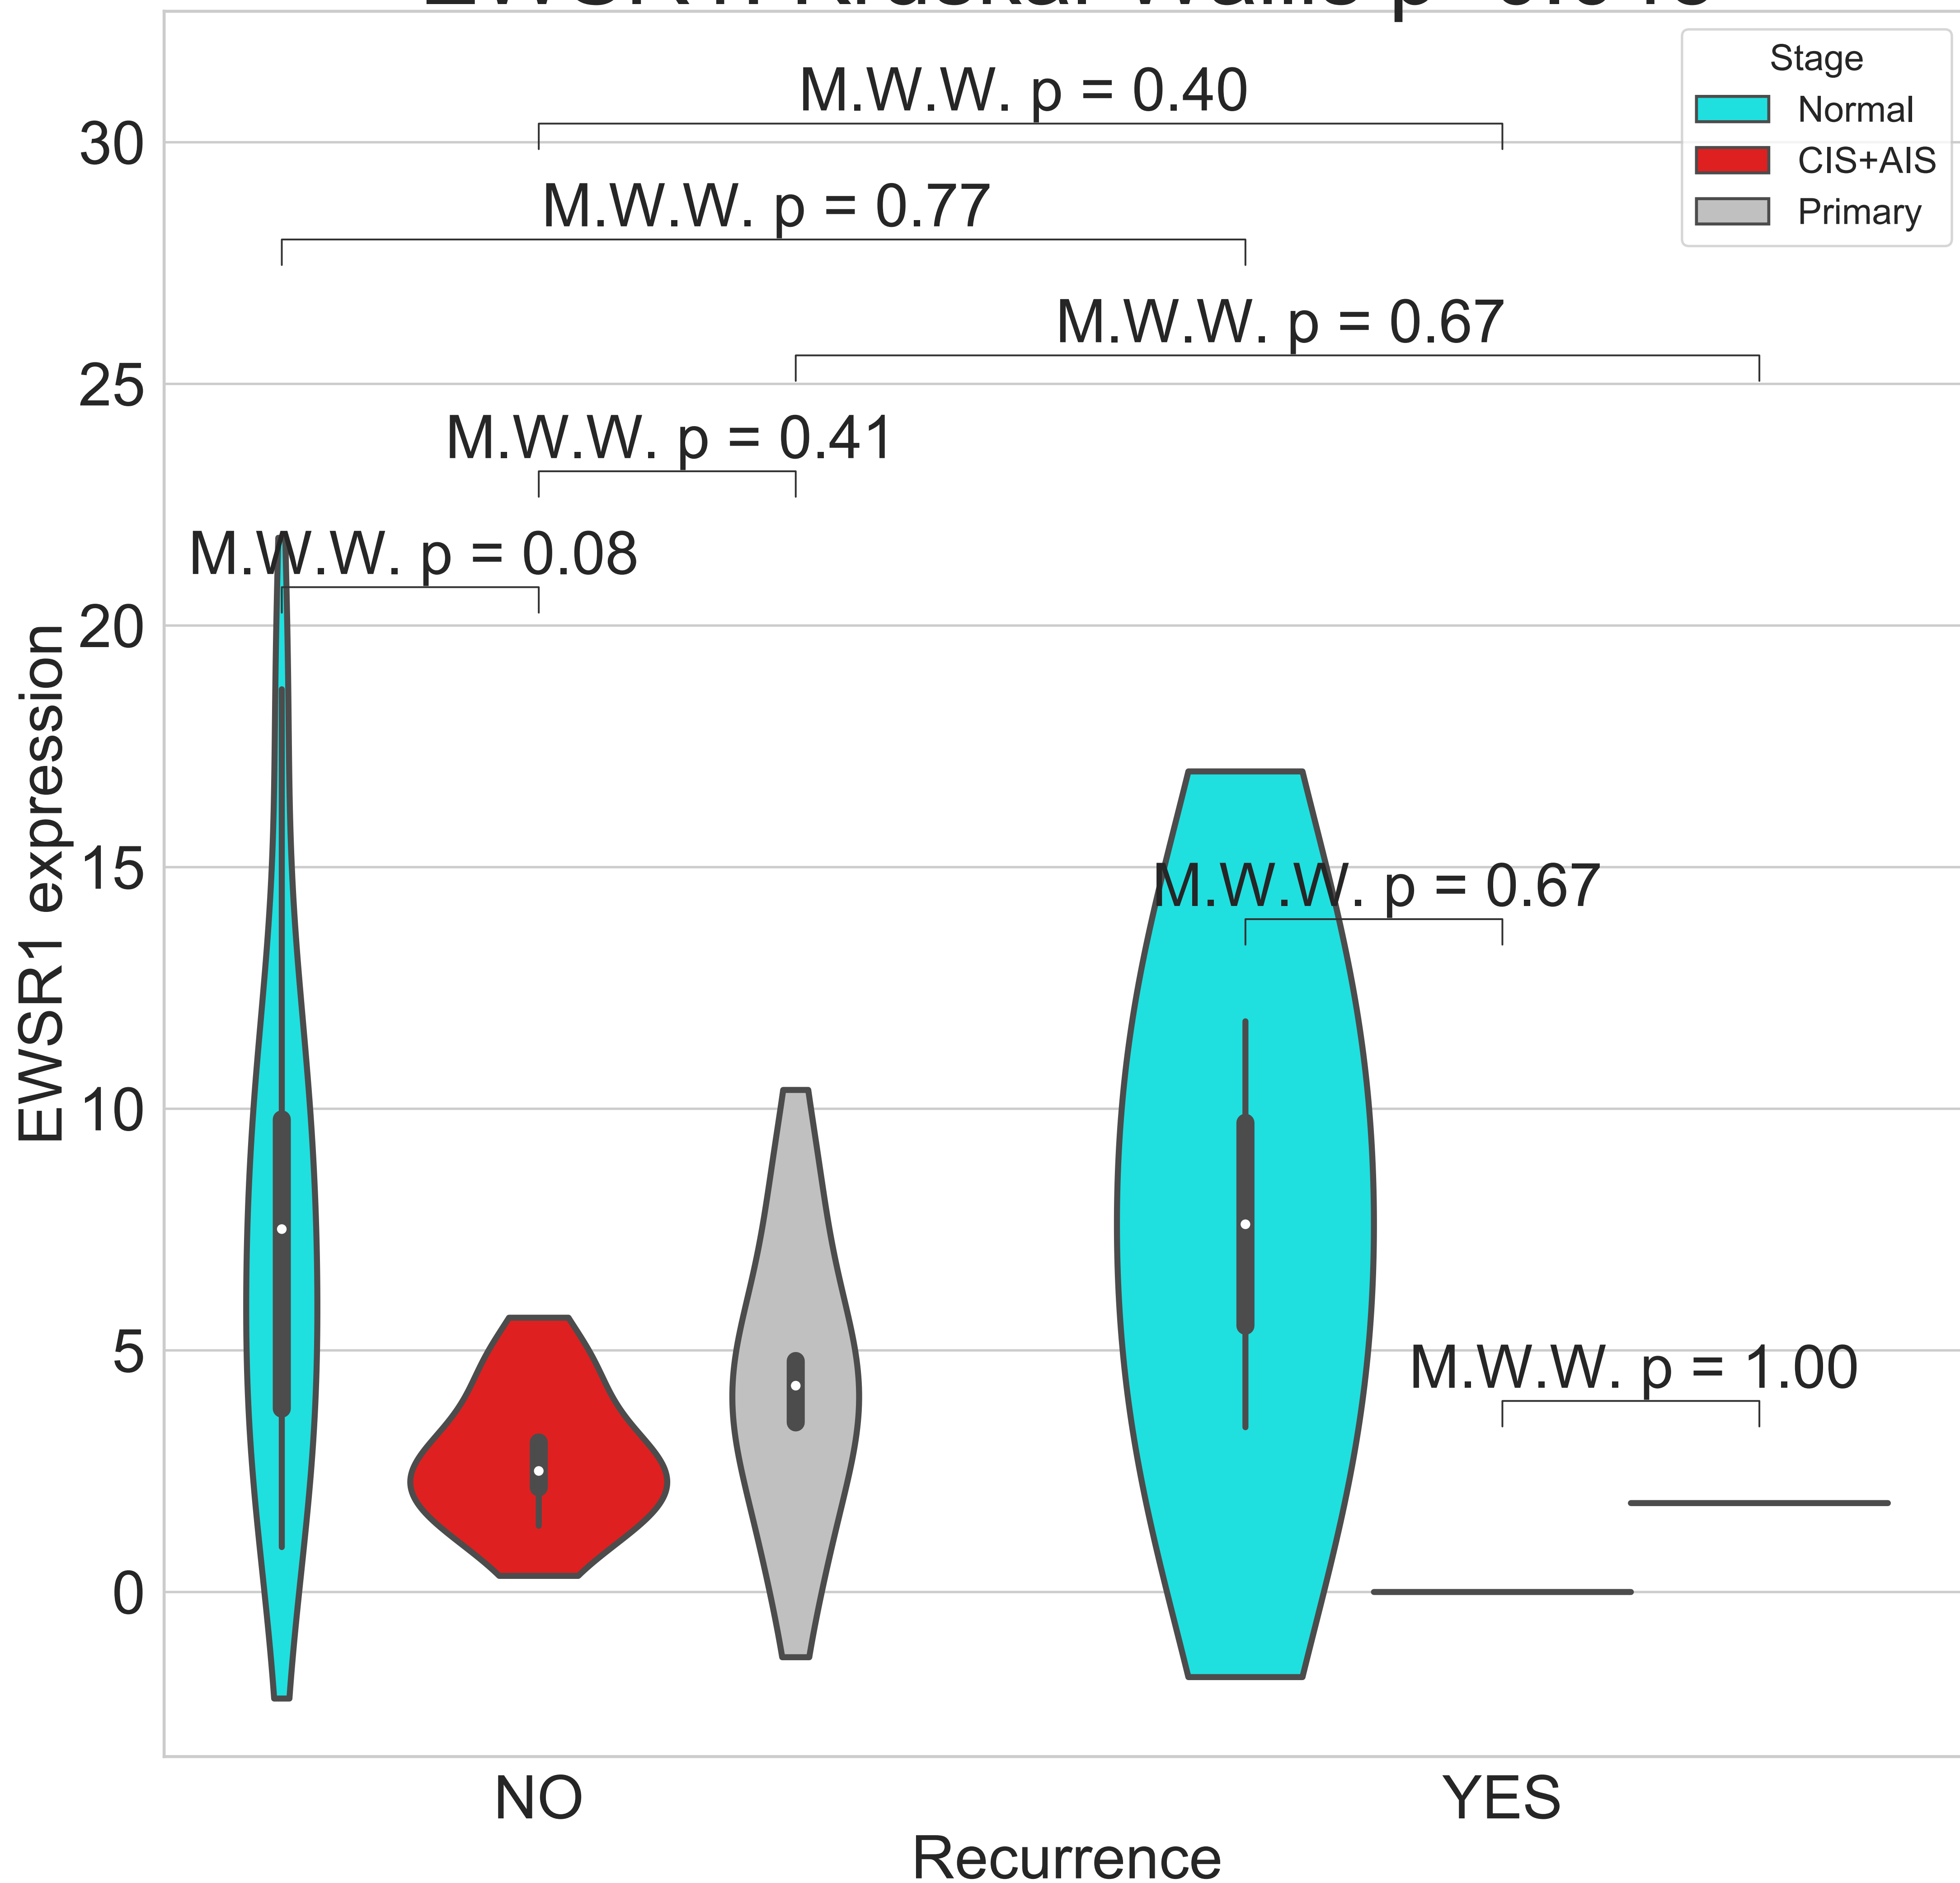 M.W.W. p = 0.40
Stage
Normal
CIS+AIS
Primary
30
M.W.W. p = 0.77
M.W.W. p = 0.67
25
M.W.W. p = 0.41
M.W.W. p = 0.08
20
EWSR1 expression
15
M.W.W. p = 0.67
10
5
M.W.W. p = 1.00
0
NO
YES
Recurrence